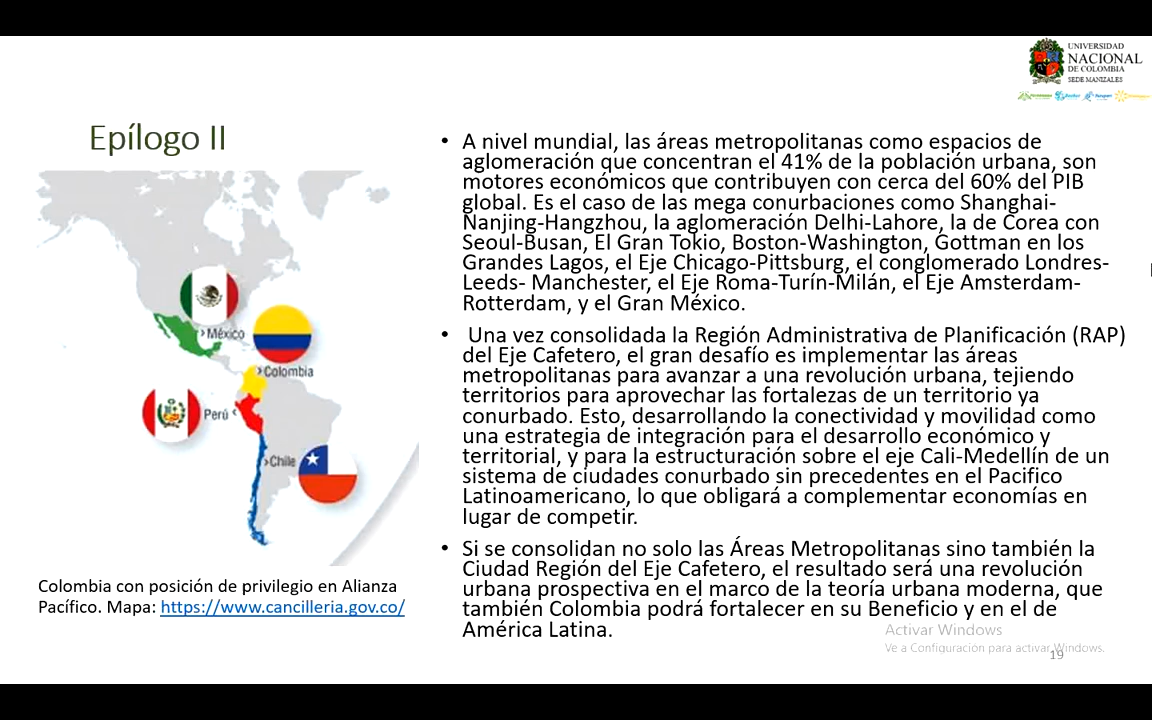 UNIVERSIDAD
NACIONAL
DE COLOMBIA
SEDE MANIZALES
Epílogo II
México
Colombia
Perú
Chile
Colombia con posición de privilegio en Alianza
Pacífico. Mapa: https://www.cancilleria.gov.co/
• A nivel mundial, las áreas metropolitanas como espacios de
aglomeración que concentran el 41% de la población urbana, son
motores económicos que contribuyen con cerca del 60% del PIB
global. Es el caso de las mega conurbaciones como Shanghai-
Nanjing-Hangzhou, la aglomeración Delhi-Lahore, la de Corea con
Seoul-Busan, El Gran Tokio, Boston-Washington, Gottman en los
Grandes Lagos, el Eje Chicago-Pittsburg, el conglomerado Londres-
Leeds- Manchester, el Eje Roma-Turín-Milán, el Eje Amsterdam-
Rotterdam, y el Gran México.
• Una vez consolidada la Región Administrativa de Planificación (RAP)
del Eje Cafetero, el gran desafío es implementar las áreas
metropolitanas para avanzar a una revolución urbana, tejiendo
territorios para aprovechar las fortalezas de un territorio ya
conurbado. Esto, desarrollando la conectividad y movilidad como
una estrategia de integración para el desarrollo económico y
territorial, y para la estructuración sobre el eje Cali-Medellín de un
sistema de ciudades conurbado sin precedentes en el Pacifico
Latinoamericano, lo que obligará a complementar economías en
lugar de competir.
• Si se consolidan no solo las Áreas Metropolitanas sino también la
Ciudad Región del Eje Cafetero, el resultado será una revolución
urbana prospectiva en el marco de la teoría urbana moderna, que
también Colombia podrá fortalecer en su Beneficio y en el de
América Latina.
Activar Windows
Ve a Configuración para activar Windows.
19